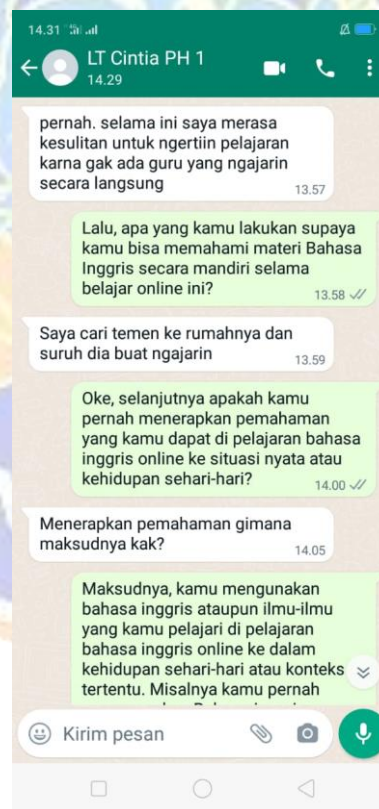 14.31
LT Cintia PH 1
14.29
pernah. selama ini saya merasa
kesulitan untuk ngertiin pelajaran
karna gak ada guru yang ngajarin
secara langsung
13.57
Lalu, apa yang kamu lakukan supaya
kamu bisa memahami materi Bahasa
Inggris secara mandiri selama
belajar online ini?
13.58
Saya cari temen ke rumahnya dan
suruh dia buat ngajarin
13.59
Oke, selanjutnya apakah kamu
pernah menerapkan pemahaman
yang kamu dapat di pelajaran bahasa
inggris online ke situasi nyata atau
kehidupan sehari-hari?
14.00
Menerapkan pemahaman gimana
maksudnya kak?
14.05
Maksudnya, kamu mengunakan
bahasa inggris ataupun ilmu-ilmu
yang kamu pelajari di pelajaran
bahasa inggris online ke dalam
kehidupan sehari-hari atau konteks
tertentu. Misalnya kamu pernah
Kirim pesan